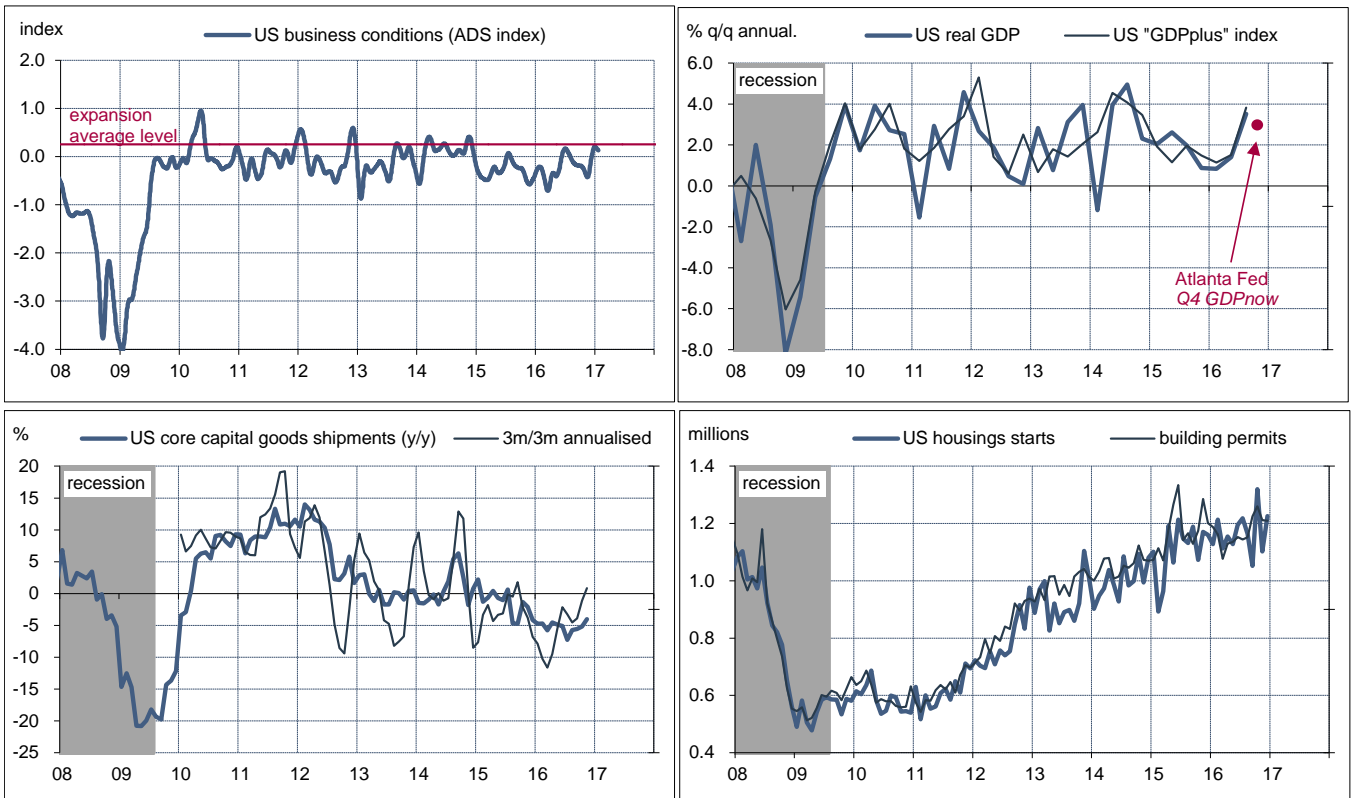 index
US business conditions (ADS index)
2.0
1.0
0.0
-1.0
-2.0
-3.0
-4.0
expansion
average level
08 09 10 11 12 13 14 15 16 17
% q/q annual.
US real GDP
US "GDPplus" index
6.0
4.0
2.0
0.0
-2.0
-4.0
-6.0
-8.0
recession
Atlanta Fed
Q4 GDPnow
08 09 10 11 12 13 14 15 16 17
%
US core capital goods shipments (y/y)
3m/3m annualised
20
15
10
5
0
-5
-10
-15
-20
-25
recession
08 09 10 11 12 13 14 15 16 17
millions
US housings starts
building permits
1.4
1.2
1.0
0.8
0.6
0.4
recession
08 09 10 11 12 13 14 15 16 17